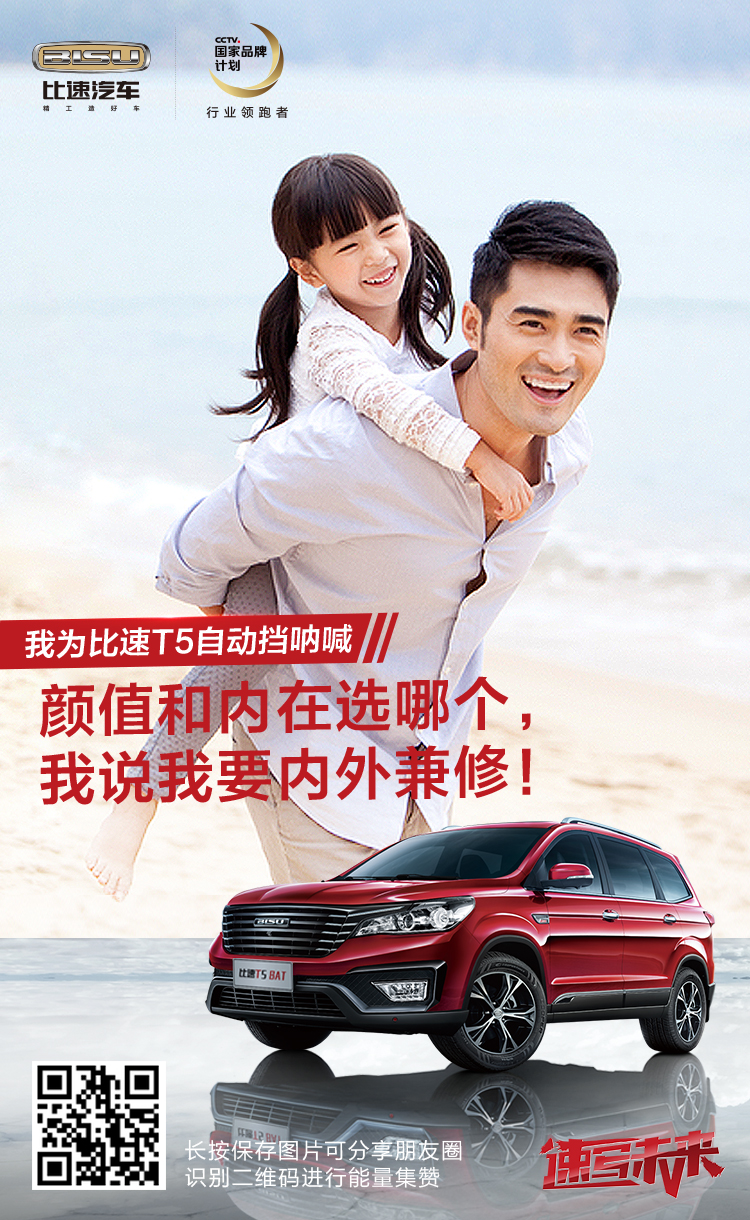 BISU
比速汽车
精工造好车
CCTV.
国家品牌
计划
行业领跑者
我为比速T5自动挡呐喊
颜值和内在选哪个，
我说我要内外兼修！
BISU
比速T5 8AT
长按保存图片可分享朋友圈
识别二维码进行能量集赞
速写未来